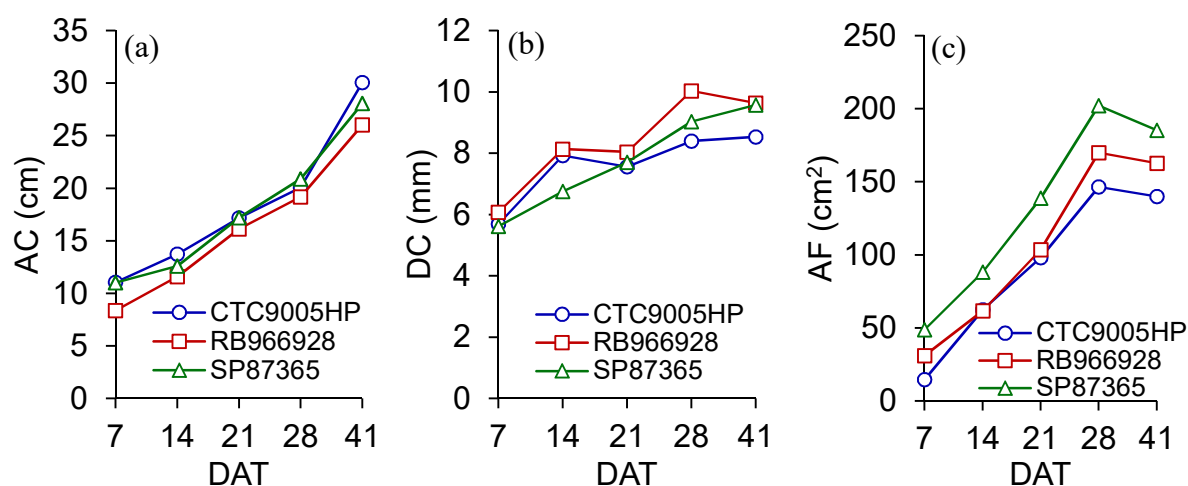 (a)
AC (cm)
35
30
25
20
15
10
5
0
7 14 21 28 41
DAT
CTC9005HP
RB966928
SP87365
(b)
DC (mm)
12
10
8
6
4
2
0
7 14 21 28 41
DAT
CTC9005HP
RB966928
SP87365
(c)
AF (cm²)
250
200
150
100
50
0
7 14 21 28 41
DAT
CTC9005HP
RB966928
SP87365